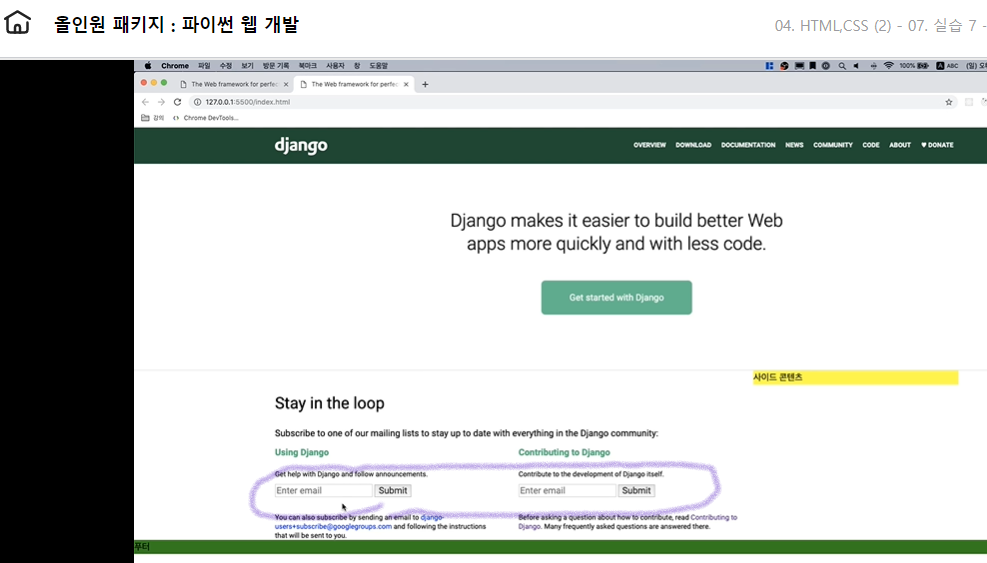 올인원 패키지 : 파이썬 웹 개발
04. HTML,CSS (2) - 07. 실습 7 -
Chrome 파일 수정 보기 방문 기록 북마크 사용자 창 도움말
100% A ABC (일) 오
The Web framework for perfec × The Web framework for perfec × +
127.0.0.1:5500/index.html
강의 Chrome DevTools...
django
OVERVIEW DOWNLOAD DOCUMENTATION NEWS COMMUNITY CODE ABOUT ♥ DONATE
Django makes it easier to build better Web
apps more quickly and with less code.
Get started with Django
사이드 콘텐츠
Stay in the loop
Subscribe to one of our mailing lists to stay up to date with everything in the Django community:
Using Django
Get help with Django and follow announcements.
Enter email Submit
You can also subscribe by sending an email to django-
users+subscribe@googlegroups.com and following the instructions
that will be sent to you.
Contributing to Django
Contribute to the development of Django itself.
Enter email Submit
Before asking a question about how to contribute, read Contributing to
Django. Many frequently asked questions are answered there.
푸터